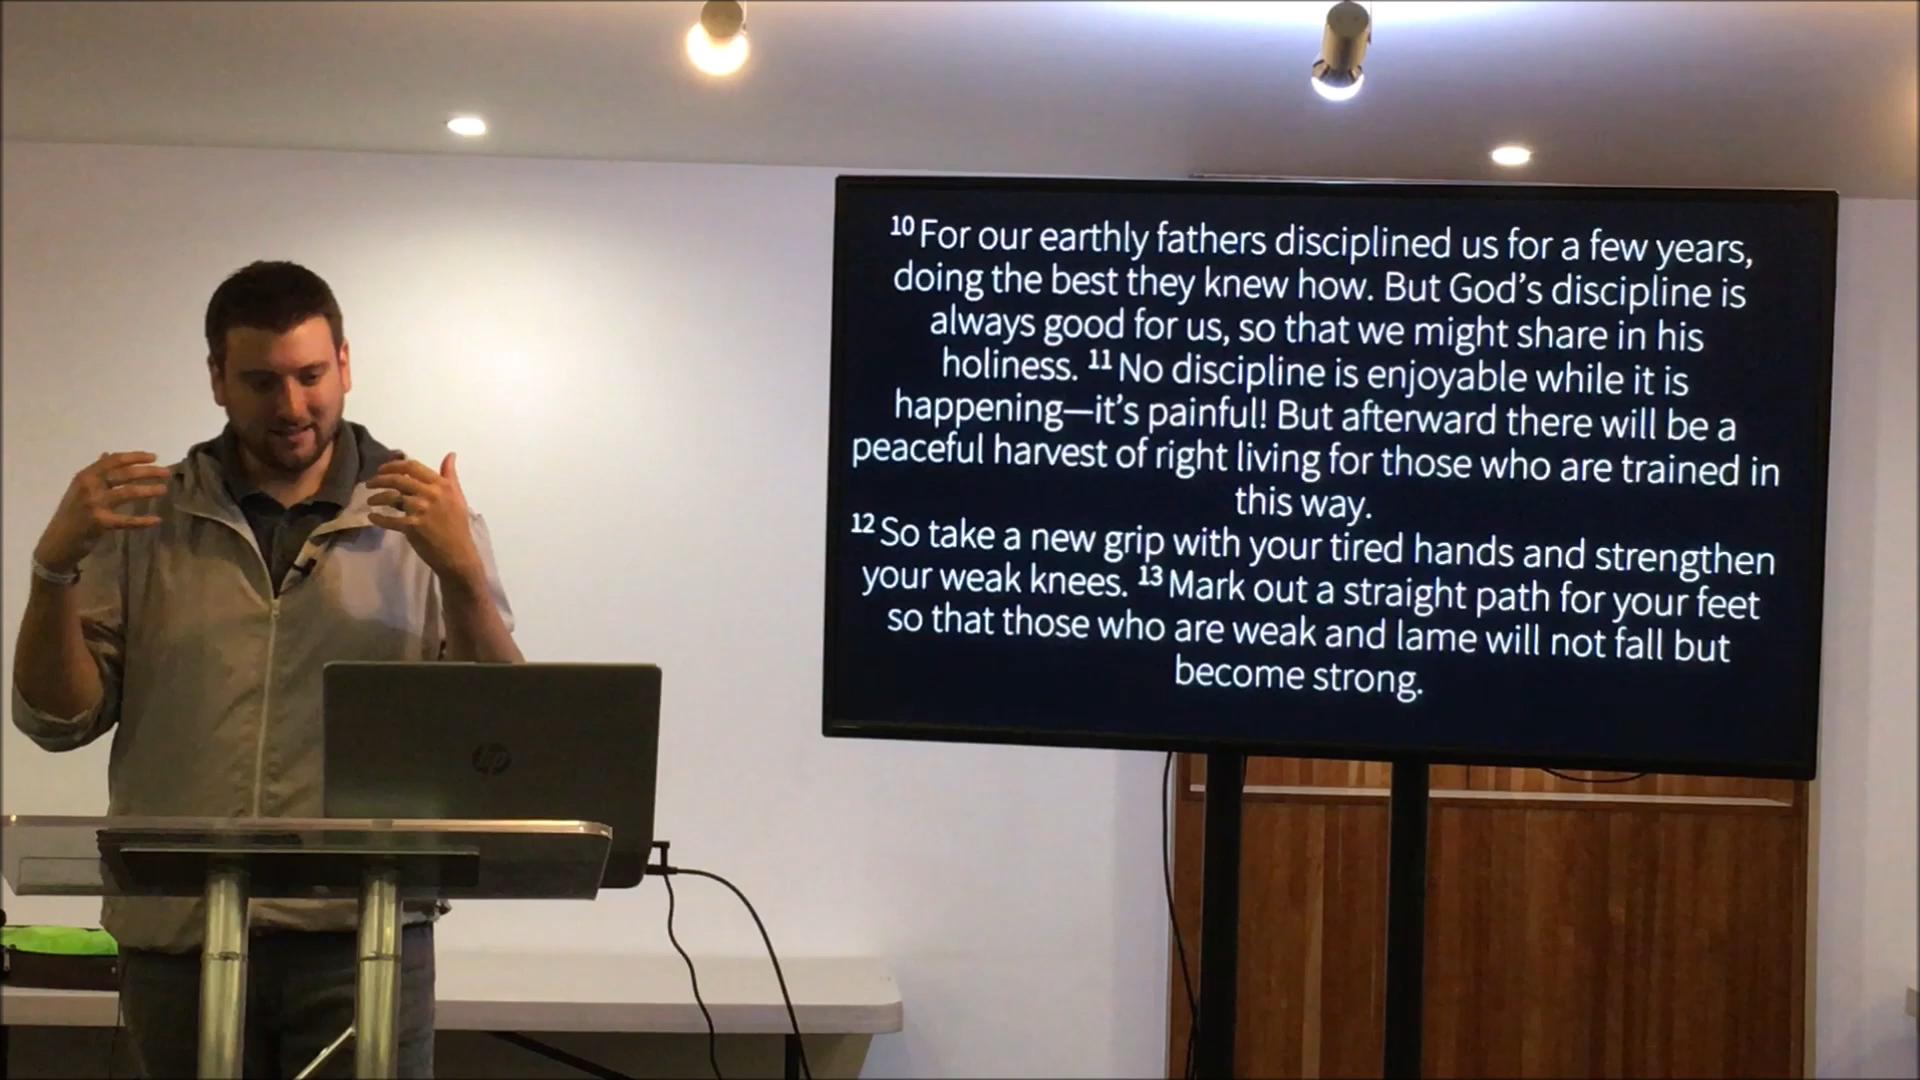 10 For our earthly fathers disciplined us for a few years,
doing the best they knew how. But God’s discipline is
always good for us, so that we might share in his
holiness. 11 No discipline is enjoyable while it is
happening—it’s painful! But afterward there will be a
peaceful harvest of right living for those who are trained in
this way.
12 So take a new grip with your tired hands and strengthen
your weak knees. 13 Mark out a straight path for your feet
so that those who are weak and lame will not fall but
become strong.
hp